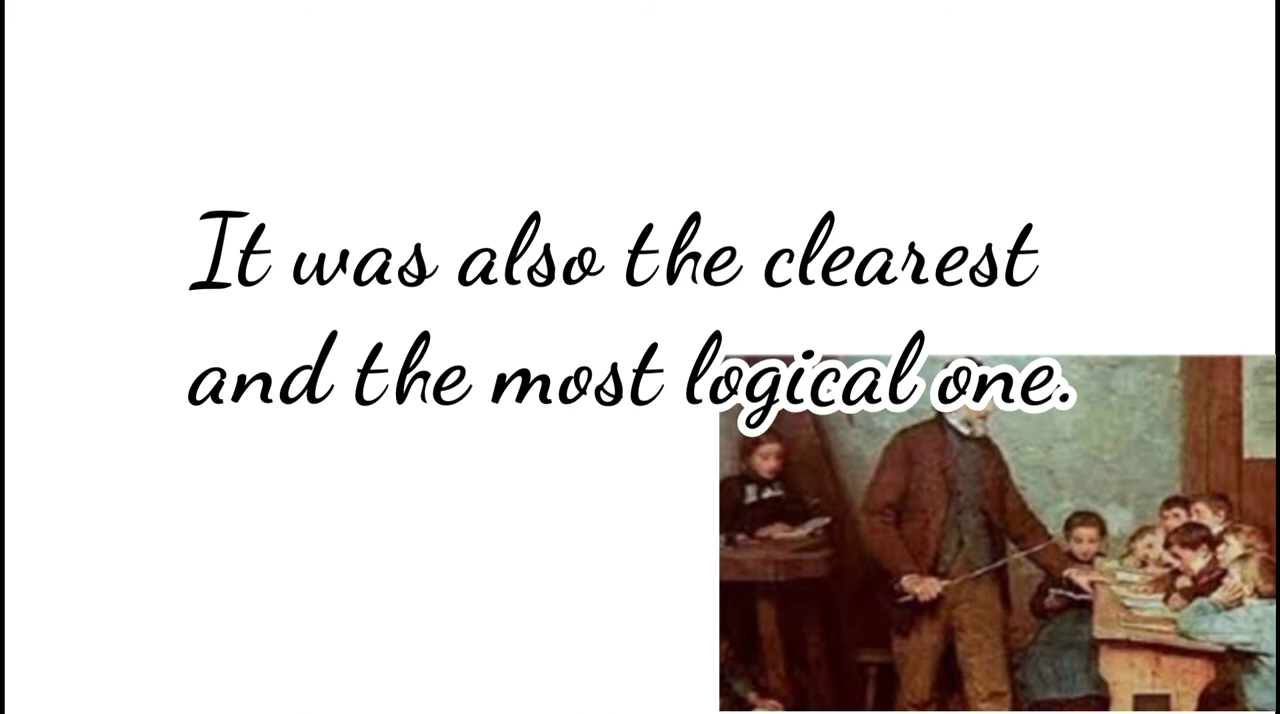 It was also the clearest
and the most logical one.